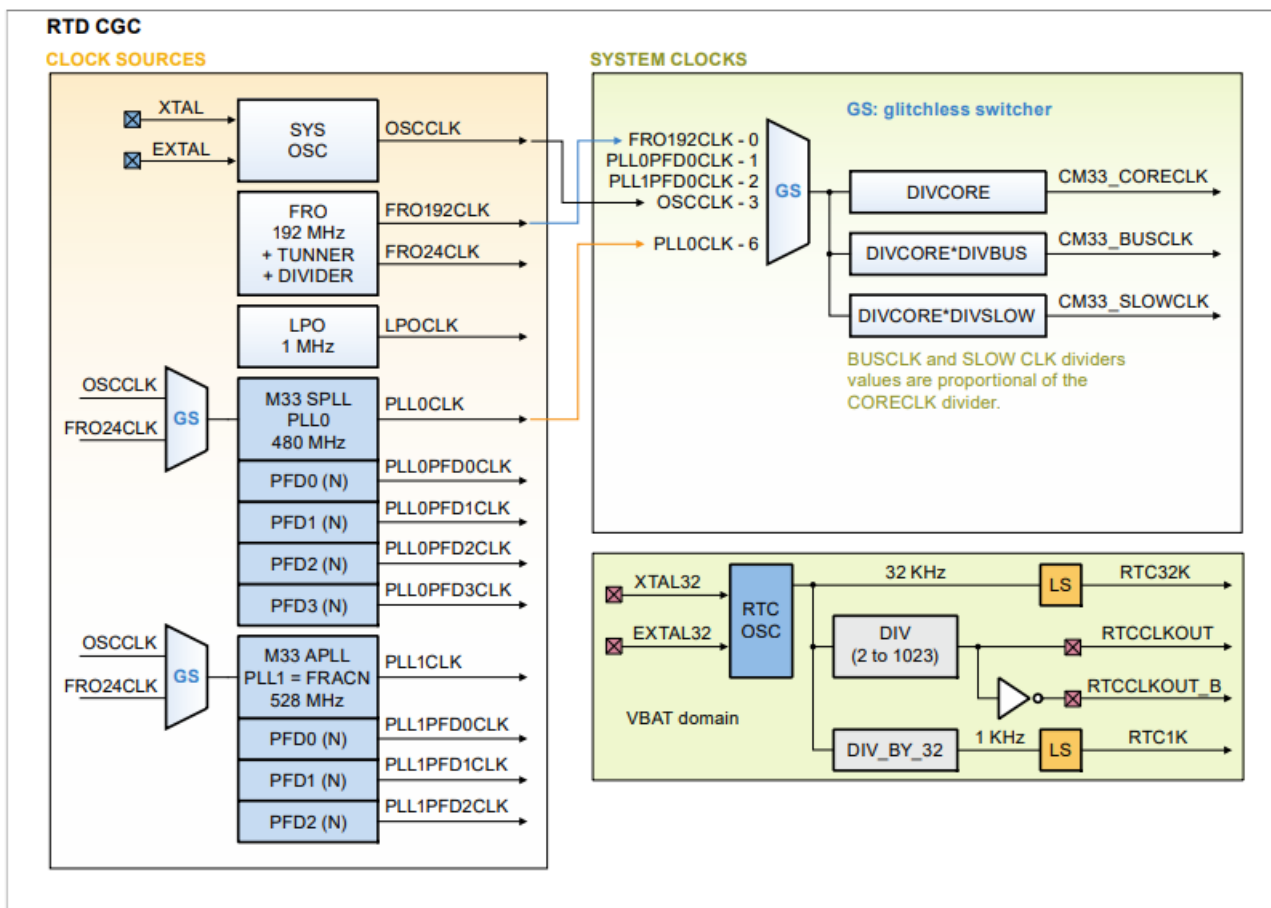 RTD CGC
CLOCK SOURCES
XTAL
EXTAL
SYS
OSC
OSCCLK
FRO
192 MHz
+ TUNNER
+ DIVIDER
FRO192CLK
FRO24CLK
LPO
1 MHz
LPOCLK
OSCCLK
FRO24CLK
GS
M33 SPLL
PLL0
480 MHz
PLL0CLK
PFD0 (N)
PLL0PFD0CLK
PFD1 (N)
PLL0PFD1CLK
PFD2 (N)
PLL0PFD2CLK
PFD3 (N)
PLL0PFD3CLK
OSCCLK
FRO24CLK
GS
M33 APLL
PLL1 = FRACN
528 MHz
PLL1CLK
PFD0 (N)
PLL1PFD0CLK
PFD1 (N)
PLL1PFD1CLK
PFD2 (N)
PLL1PFD2CLK
SYSTEM CLOCKS
GS: glitchless switcher
FRO192CLK - 0
PLL0PFD0CLK - 1
PLL1PFD0CLK - 2
OSCCLK - 3
PLL0CLK - 6
GS
DIVCORE
CM33_CORECLK
DIVCORE*DIVBUS
CM33_BUSCLK
DIVCORE*DIVSLOW
CM33_SLOWCLK
BUSCLK and SLOW CLK dividers
values are proportional of the
CORECLK divider.
XTAL32
EXTAL32
RTC
OSC
VBAT domain
32 KHz
LS
RTC32K
DIV
(2 to 1023)
RTCCLKOUT
RTCCLKOUT_B
DIV_BY_32
1 KHz
LS
RTC1K